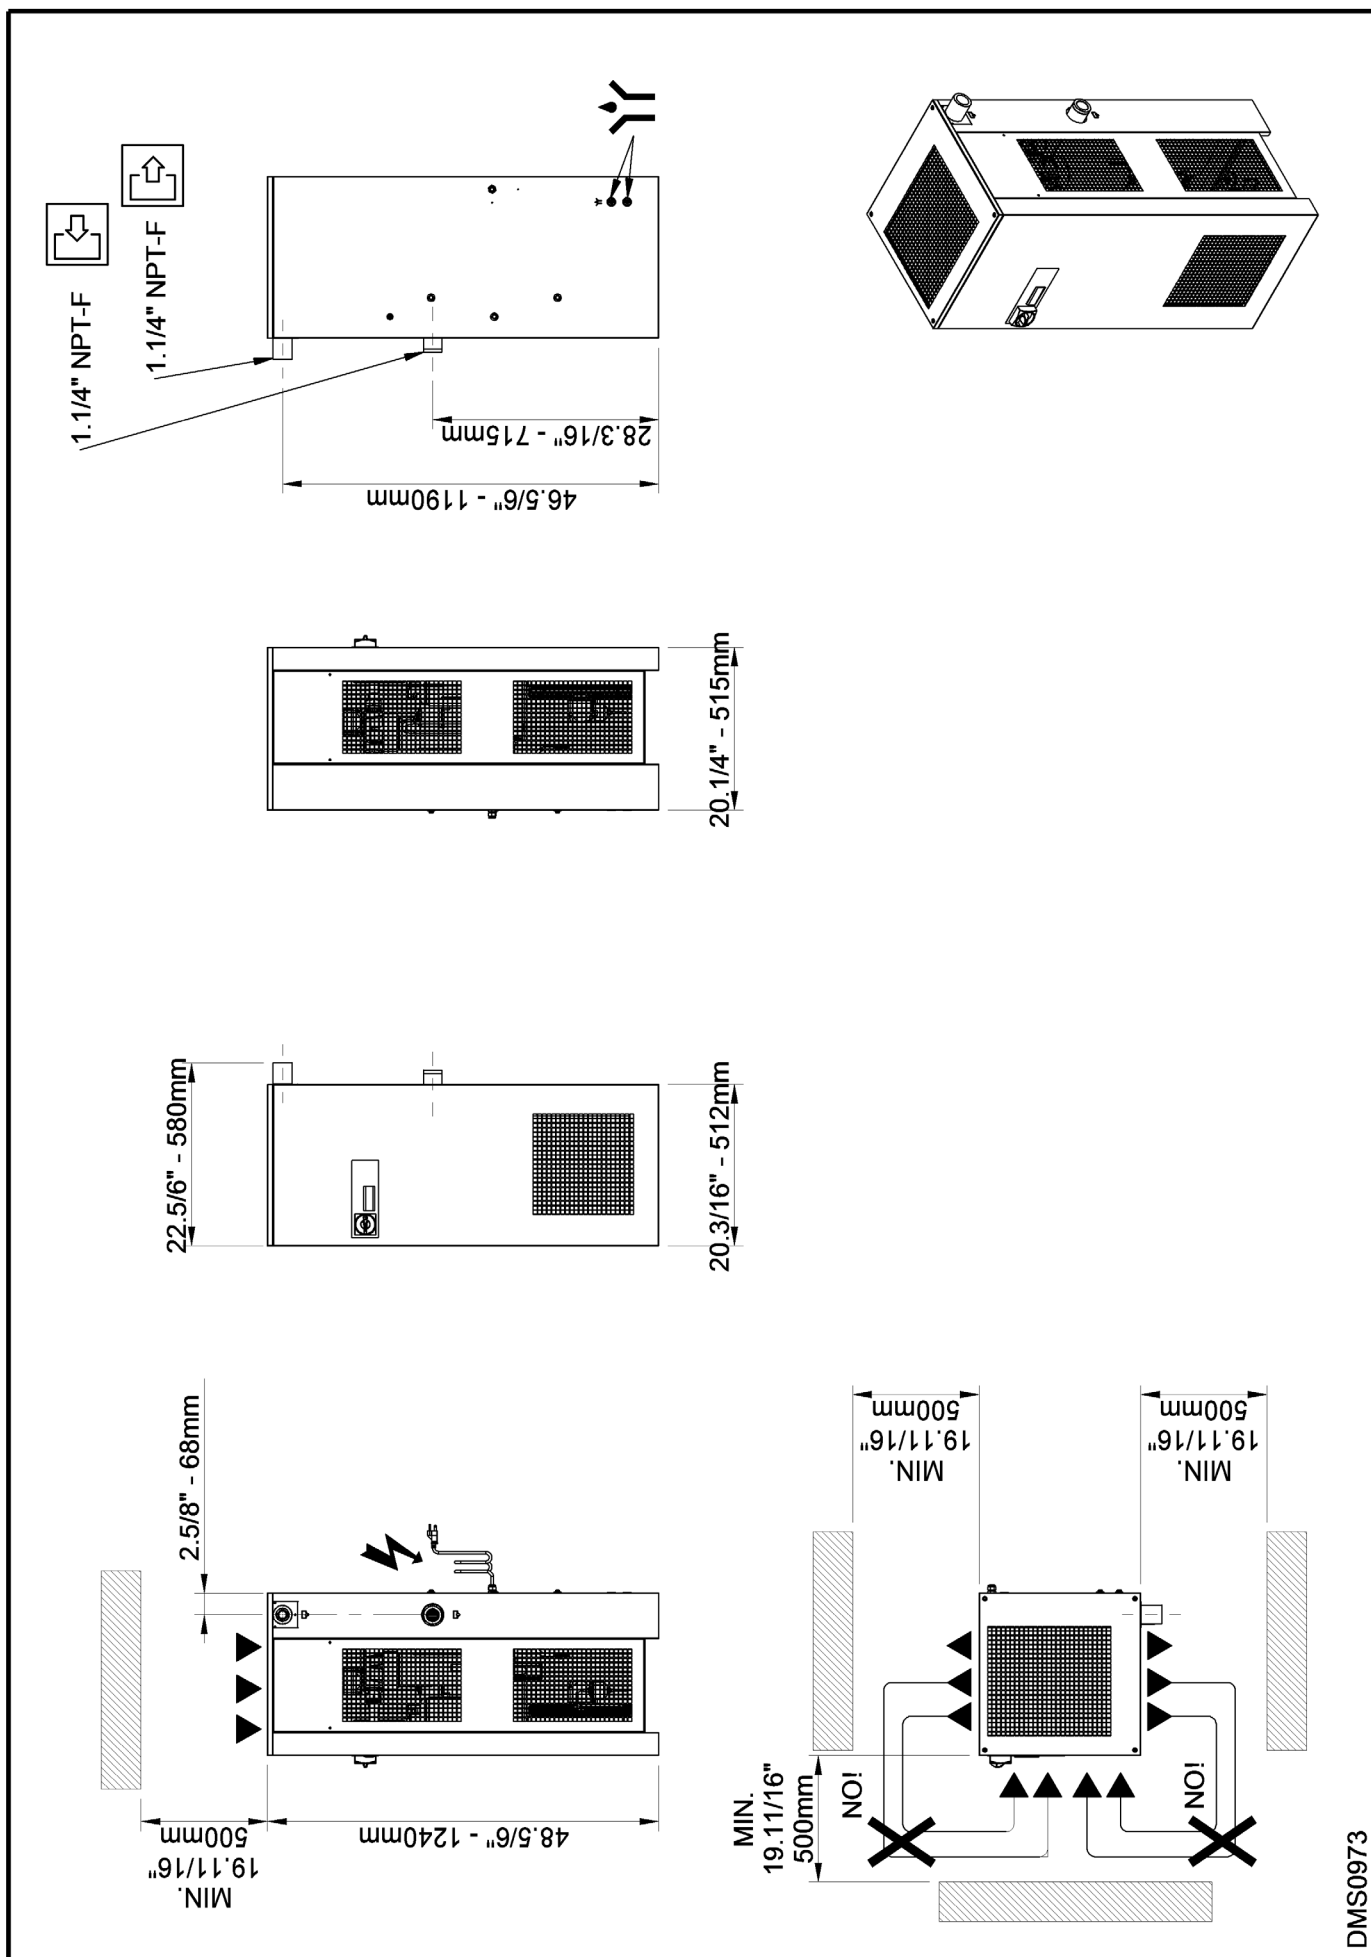 1.1/4" NPT-F
1.1/4" NPT-F
28.3/16" - 715mm
46.5/6" - 1190mm
20.1/4" - 515mm
22.5/6" - 580mm
20.3/16" - 512mm
2.5/8" - 68mm
MIN.
19.11/16"
500mm
48.5/6" - 1240mm
MIN.
19.11/16"
500mm
MIN.
19.11/16"
500mm
MIN.
19.11/16"
500mm
NO!
NO!
DMS0973